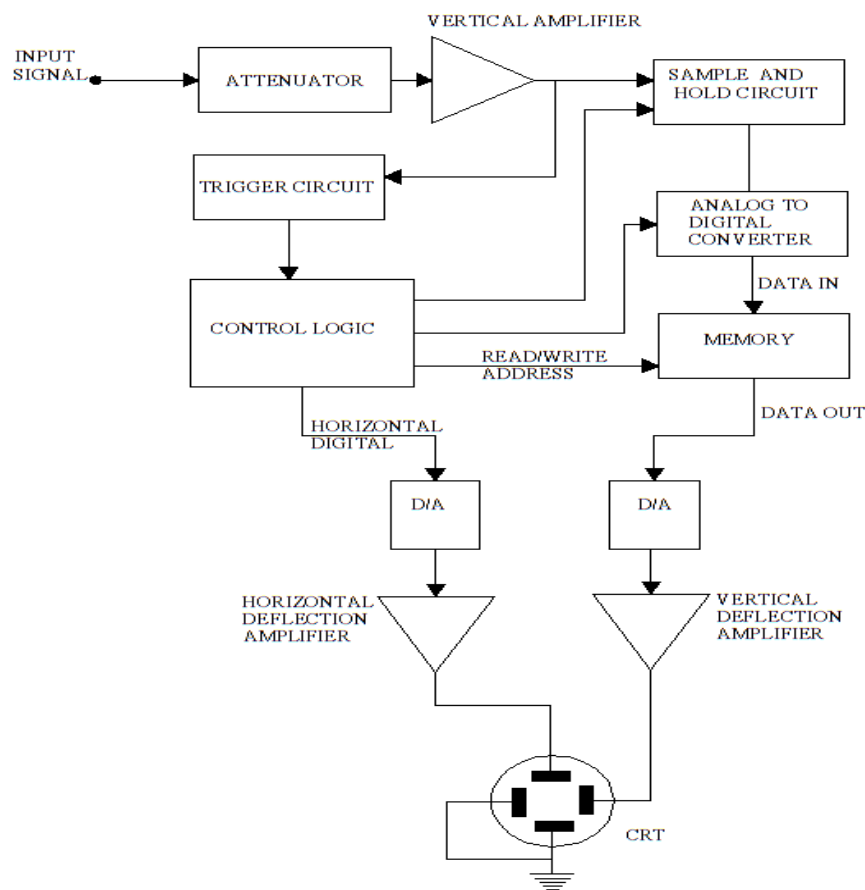 VERTICAL AMPLIFIER
INPUT
SIGNAL
ATTENUATOR
SAMPLE AND
HOLD CIRCUIT
TRIGGER CIRCUIT
ANALOG TO
DIGITAL
CONVERTER
DATA IN
CONTROL LOGIC
MEMORY
READ/WRITE
ADDRESS
DATA OUT
HORIZONTAL
DIGITAL
D/A
D/A
HORIZONTAL
DEFLECTION
AMPLIFIER
VERTICAL
DEFLECTION
AMPLIFIER
CRT